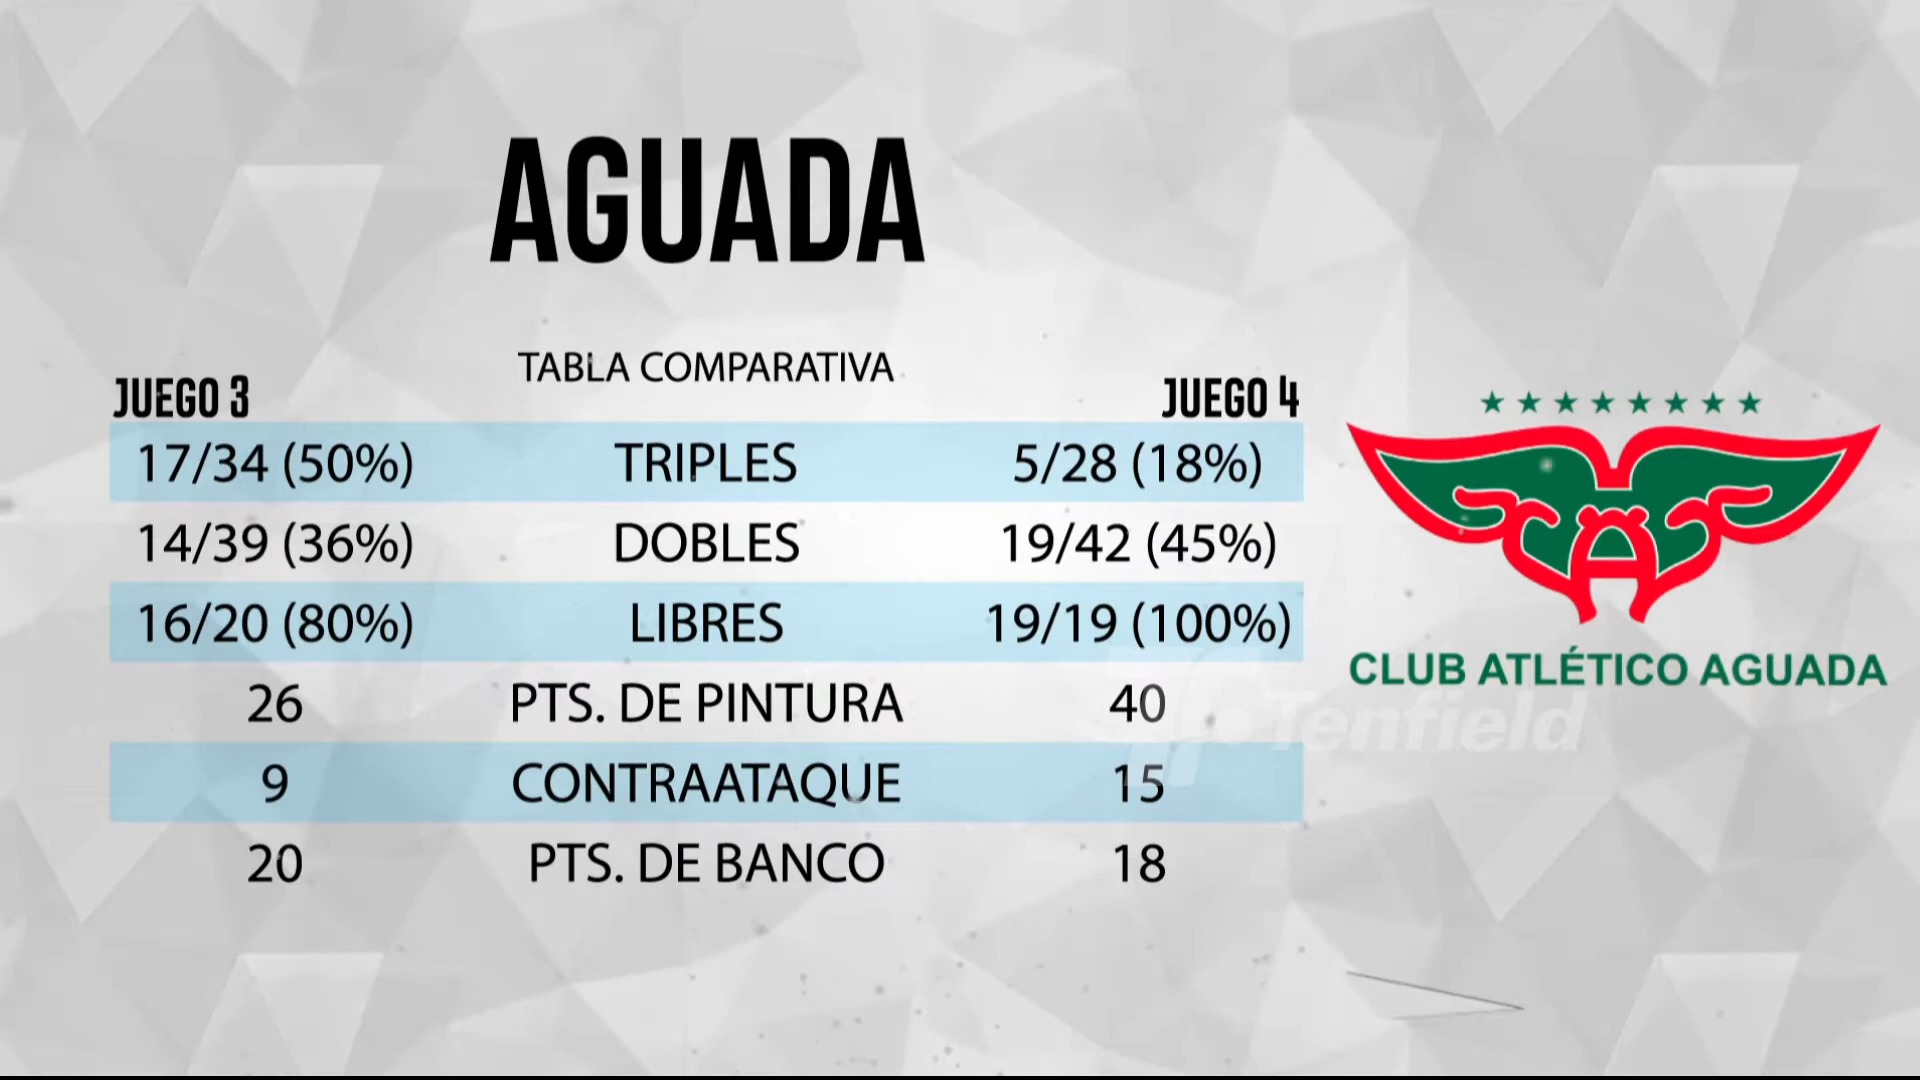 AGUADA
TABLA COMPARATIVA
JUEGO 3 JUEGO 4
17/34 (50%) TRIPLES 5/28 (18%)
14/39 (36%) DOBLES 19/42 (45%)
16/20 (80%) LIBRES 19/19 (100%)
26 PTS. DE PINTURA 40
9 CONTRAATAQUE 15
20 PTS. DE BANCO 18
CLUB ATLÉTICO AGUADA
Tenfield